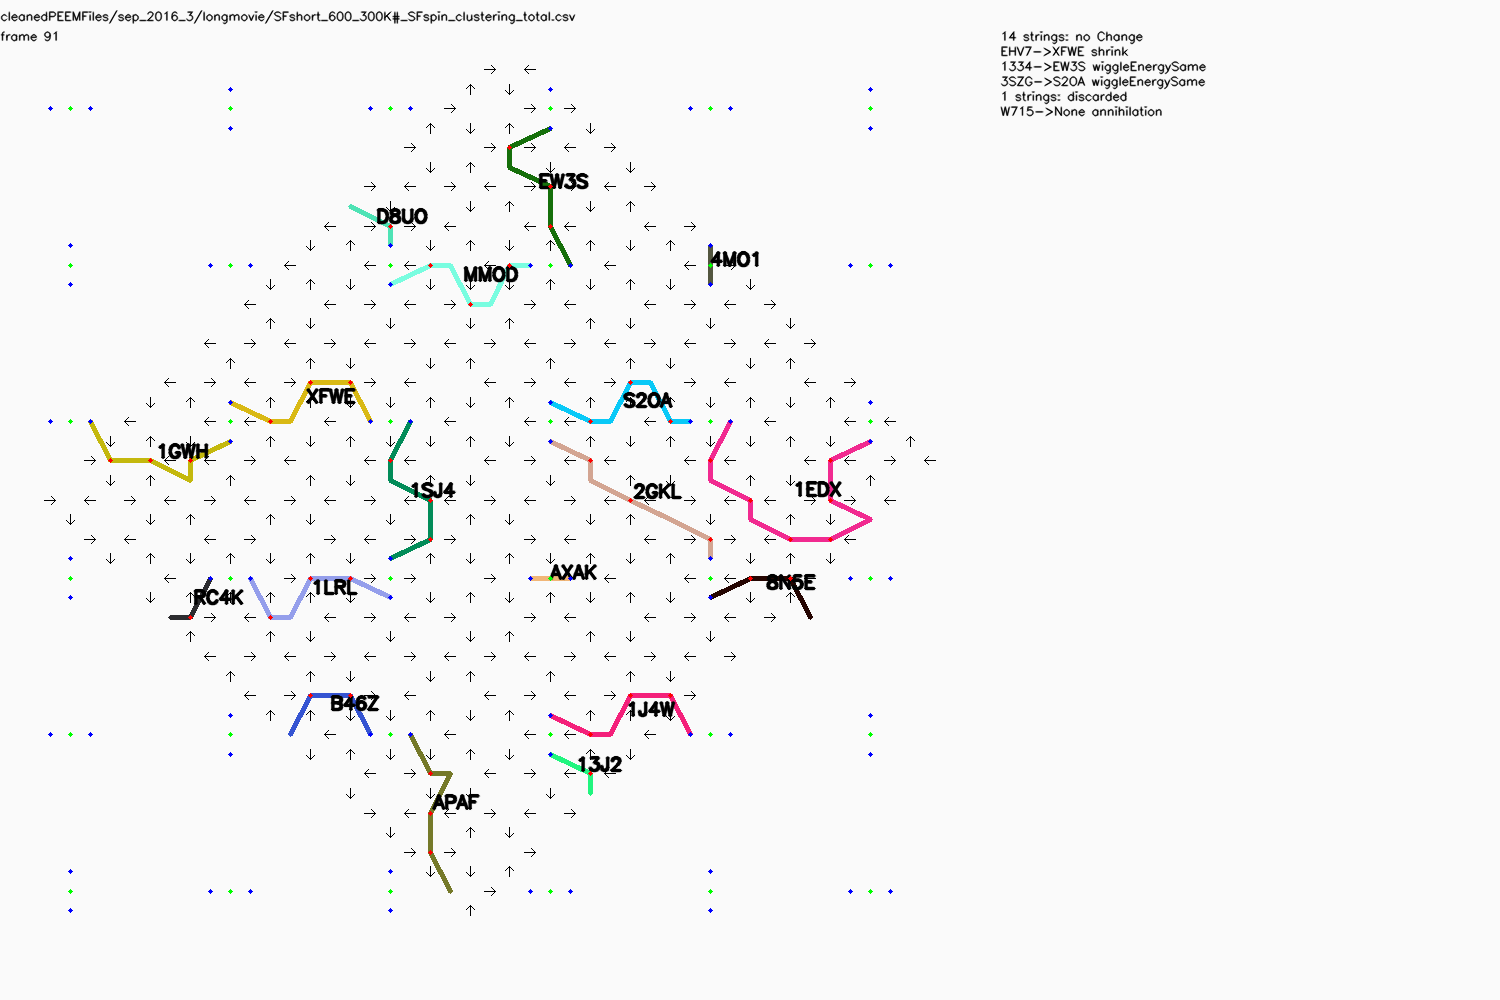 cleanedPEEMFiles/sep_2016_3/longmovie/SFshort_600_300K#_SFspin_clustering_total.csv
frame 91
14 strings: no Change
EHV7->XFWE shrink
1334->EW3S wiggleEnergySame
3SZG->S2OA wiggleEnergySame
1 strings: discarded
W715->None annihilation
EW3S
D8UO
4MO1
MMOD
XFWE
S2OA
1GWH
1SJ4
2GKL
1EDX
AXAK
8N5E
1LRL
RC4K
B46Z
1J4W
13J2
APAF